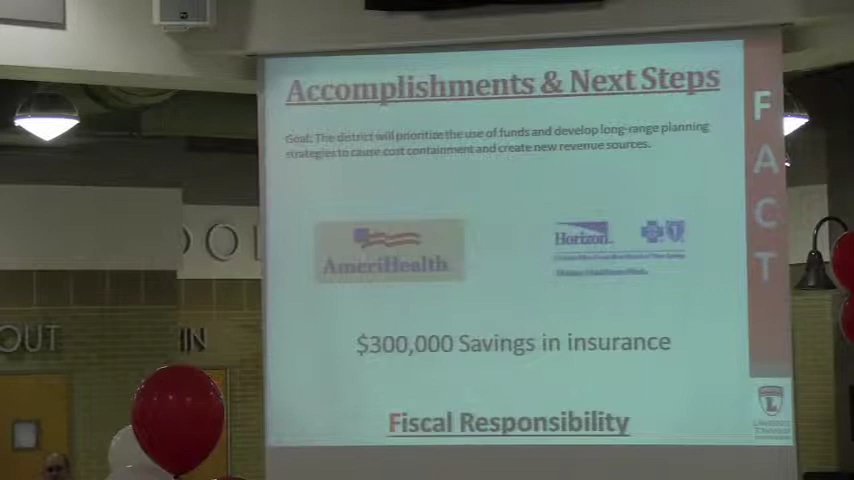 Accomplishments & Next Steps
Goal: The district will prioritize the use of funds and develop long-range planning
strategies to cause cost containment and create new revenue sources.
FACT
AmeriHealth.
Horizon
$300,000 Savings in insurance
Fiscal Responsibility
L
OUT
IN